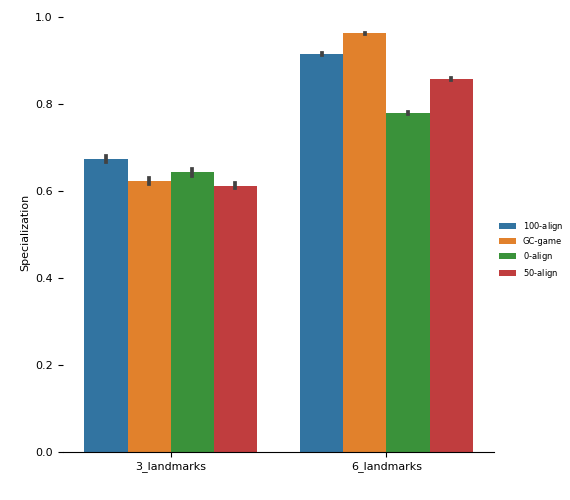 1.0
0.8
0.6
0.4
0.2
0.0
Specialization
3_landmarks
6_landmarks
100-align
GC-game
0-align
50-align